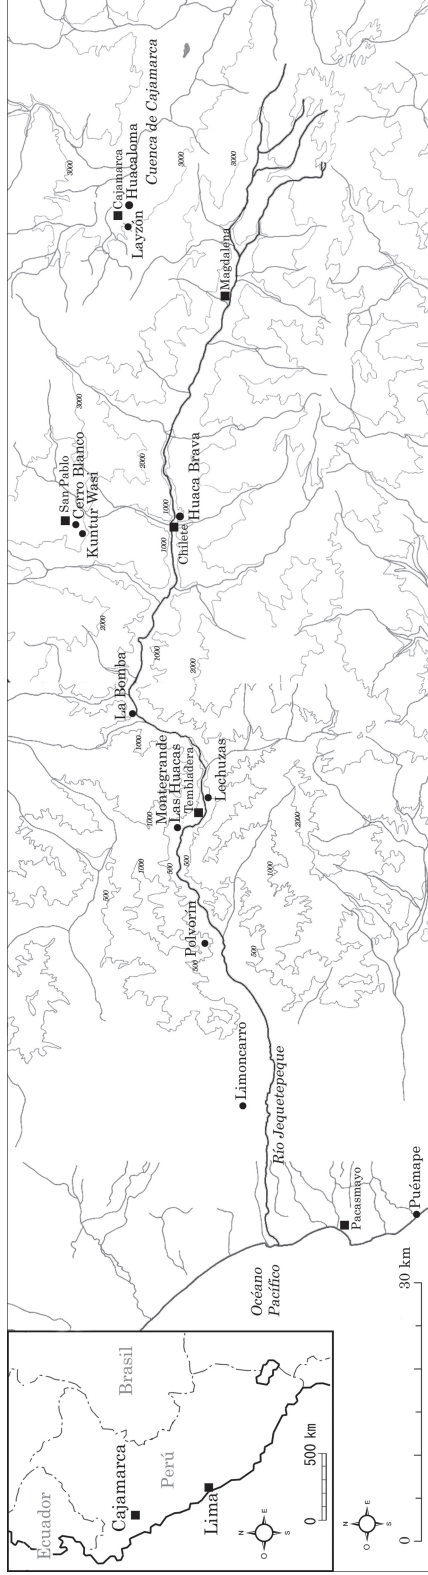 Ecuador
Brasil
Cajamarca
Perú
Lima
0
500 km
N
O
E
S
N
O
E
S
0
30 km
Océano
Pacífico
Río Jequetepeque
Pacasmayo
Puémape
Limoncarro
Polvorín
500
500
500
1000
500
500
1000
1000
2000
Montegrande
Las Huacas
Tembladera
Lechuzas
La Bomba
1000
2000
1000
2000
San Pablo
Cerro Blanco
Kuntur Wasi
3000
2000
1000
1000
Chilete
Huaca Brava
Magdalena
3000
Cajamarca
Huacaloma
Layzón
Cuenca de Cajamarca
3000
3000